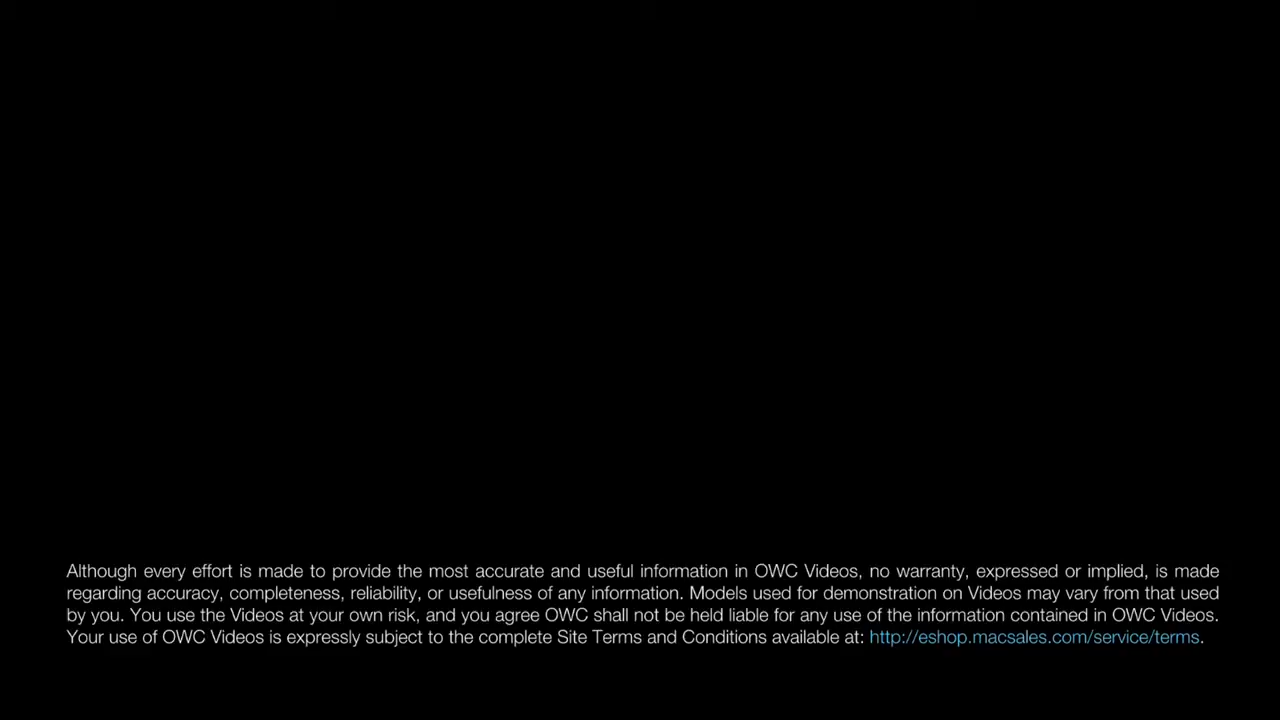 Although every effort is made to provide the most accurate and useful information in OWC Videos, no warranty, expressed or implied, is made
regarding accuracy, completeness, reliability, or usefulness of any information. Models used for demonstration on Videos may vary from that used
by you. You use the Videos at your own risk, and you agree OWC shall not be held liable for any use of the information contained in OWC Videos.
Your use of OWC Videos is expressly subject to the complete Site Terms and Conditions available at: http://eshop.macsales.com/service/terms.